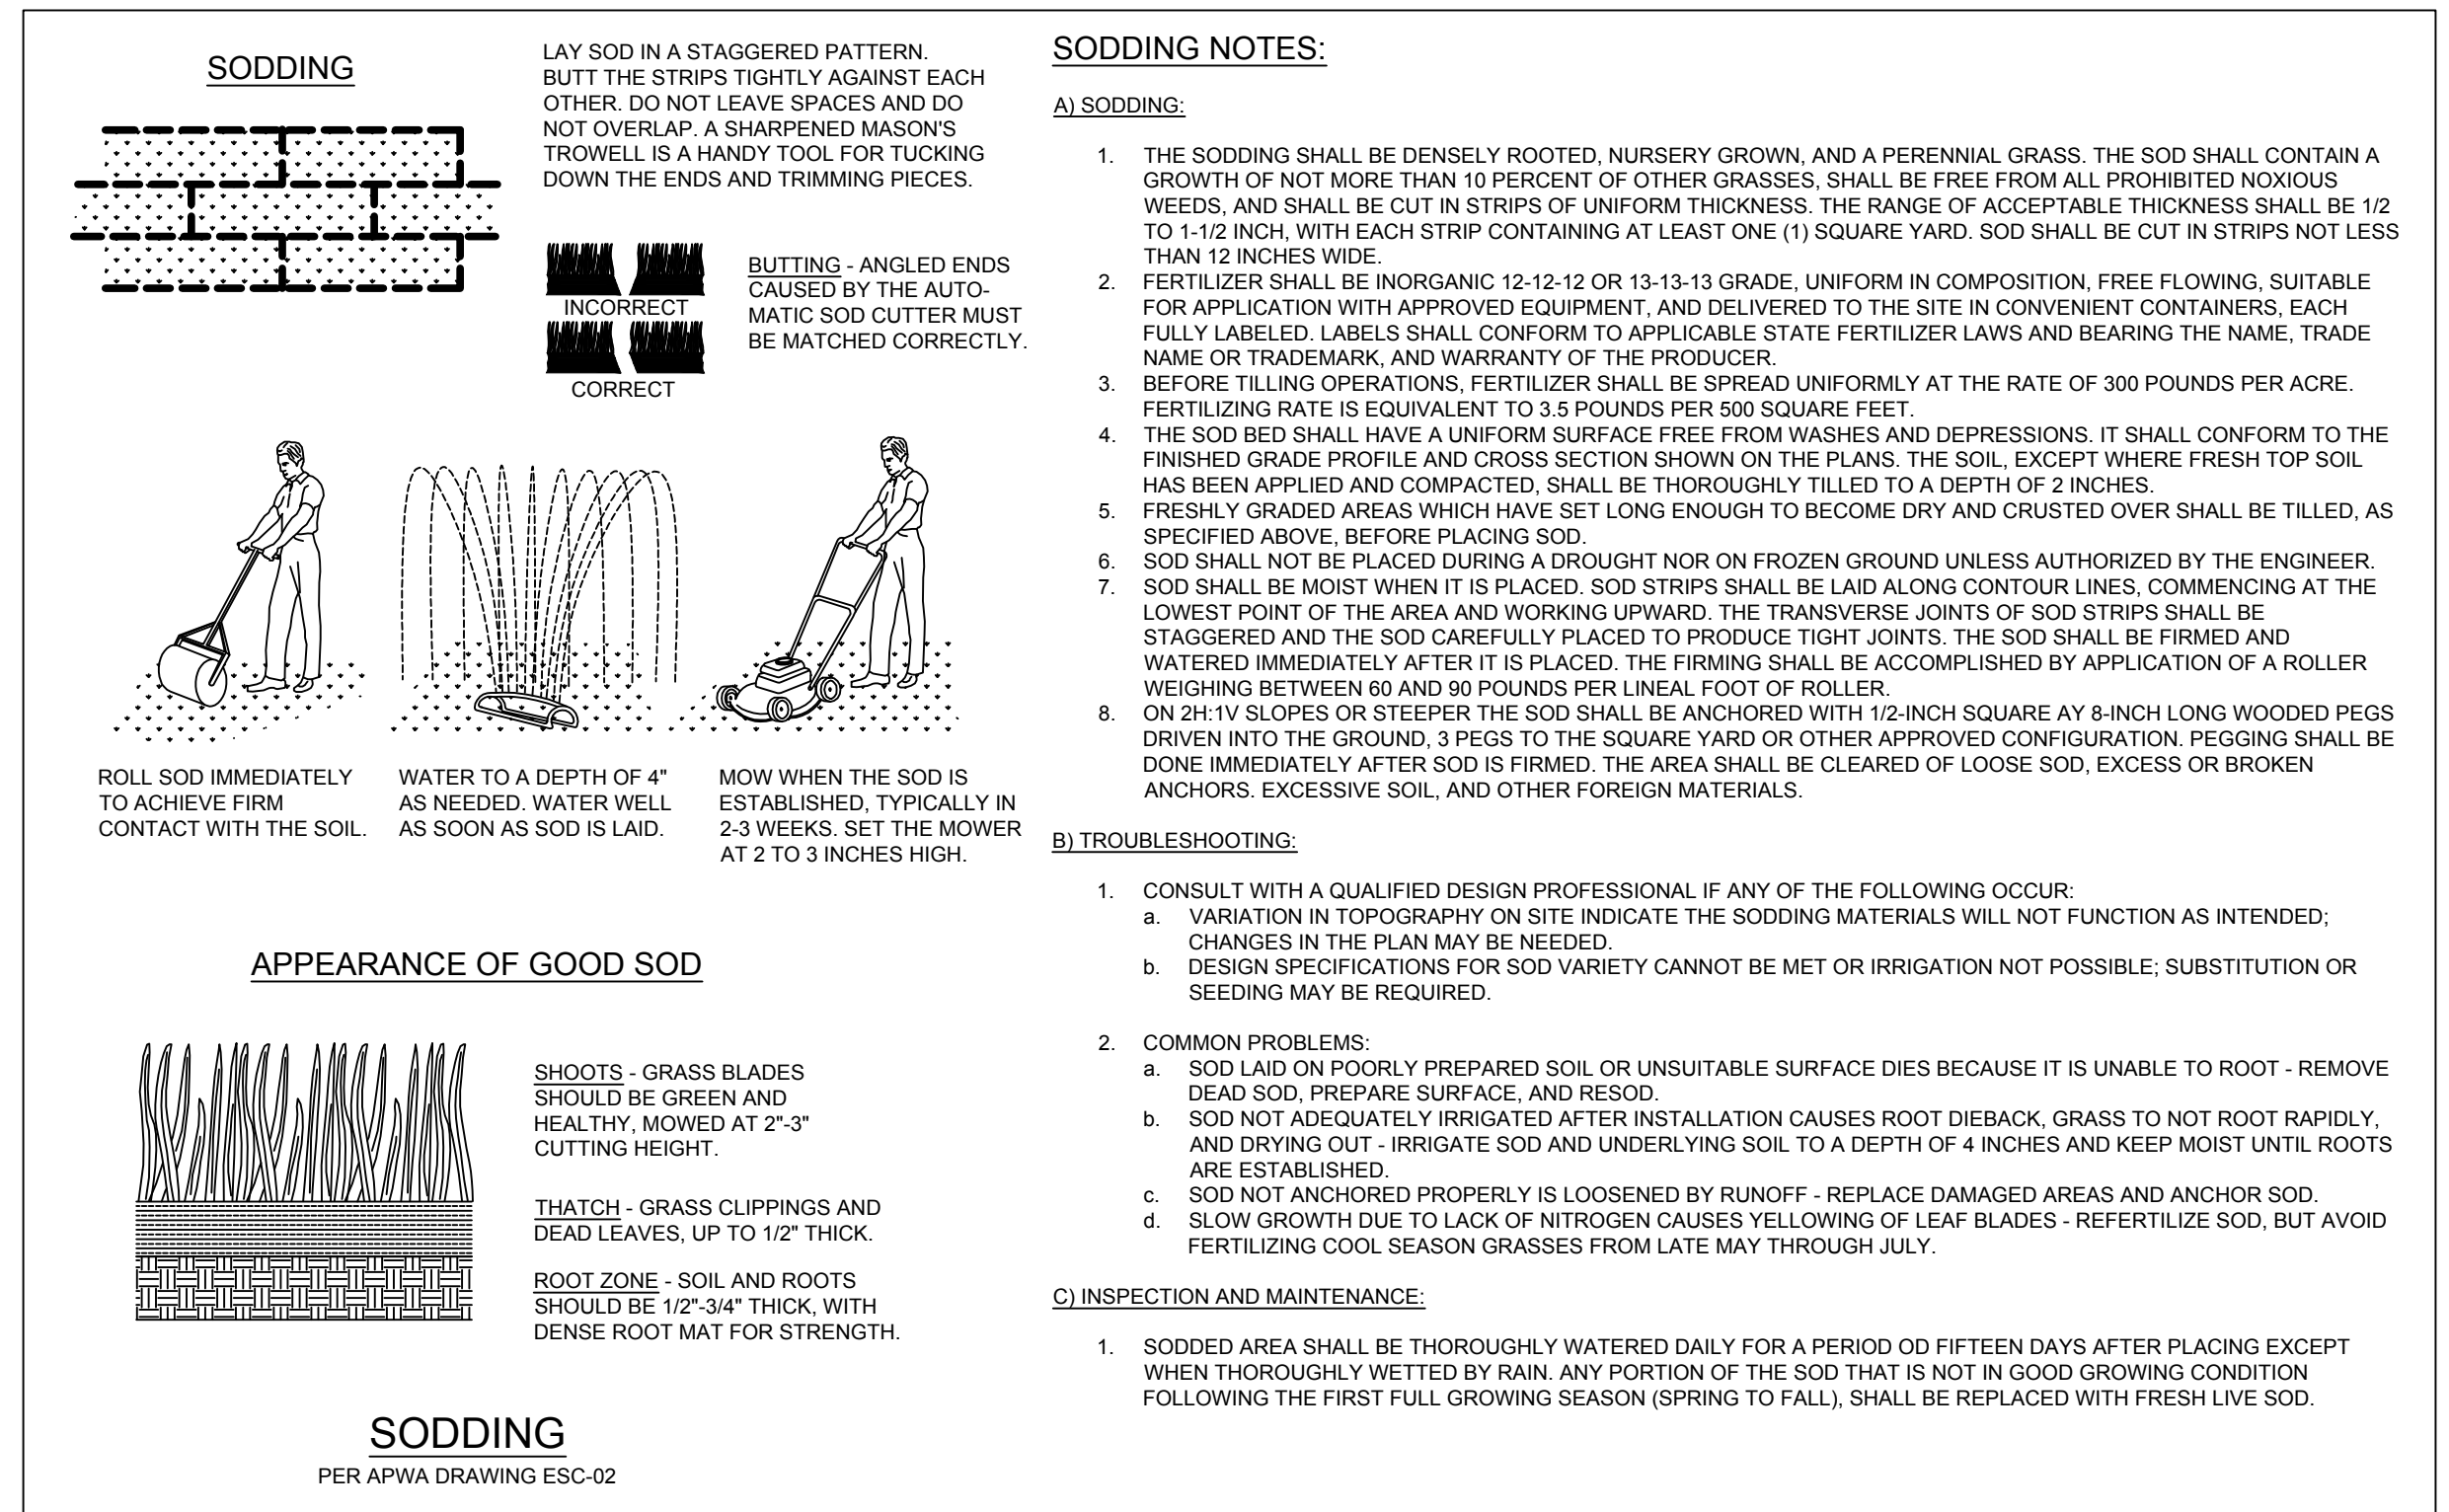 SODDING
LAY SOD IN A STAGGERED PATTERN.
BUTT THE STRIPS TIGHTLY AGAINST EACH
OTHER. DO NOT LEAVE SPACES AND DO
NOT OVERLAP. A SHARPENED MASON'S
TROWELL IS A HANDY TOOL FOR TUCKING
DOWN THE ENDS AND TRIMMING PIECES.
INCORRECT
CORRECT
BUTTING - ANGLED ENDS
CAUSED BY THE AUTO-
MATIC SOD CUTTER MUST
BE MATCHED CORRECTLY.
ROLL SOD IMMEDIATELY
TO ACHIEVE FIRM
CONTACT WITH THE SOIL.
WATER TO A DEPTH OF 4"
AS NEEDED. WATER WELL
AS SOON AS SOD IS LAID.
MOW WHEN THE SOD IS
ESTABLISHED, TYPICALLY IN
2-3 WEEKS. SET THE MOWER
AT 2 TO 3 INCHES HIGH.
APPEARANCE OF GOOD SOD
SHOOTS - GRASS BLADES
SHOULD BE GREEN AND
HEALTHY, MOWED AT 2"-3"
CUTTING HEIGHT.
THATCH - GRASS CLIPPINGS AND
DEAD LEAVES, UP TO 1/2" THICK.
ROOT ZONE - SOIL AND ROOTS
SHOULD BE 1/2"-3/4" THICK, WITH
DENSE ROOT MAT FOR STRENGTH.
SODDING
PER APWA DRAWING ESC-02
SODDING NOTES:
A) SODDING:
1. THE SODDING SHALL BE DENSELY ROOTED, NURSERY GROWN, AND A PERENNIAL GRASS. THE SOD SHALL CONTAIN A
GROWTH OF NOT MORE THAN 10 PERCENT OF OTHER GRASSES, SHALL BE FREE FROM ALL PROHIBITED NOXIOUS
WEEDS, AND SHALL BE CUT IN STRIPS OF UNIFORM THICKNESS. THE RANGE OF ACCEPTABLE THICKNESS SHALL BE 1/2
TO 1-1/2 INCH, WITH EACH STRIP CONTAINING AT LEAST ONE (1) SQUARE YARD. SOD SHALL BE CUT IN STRIPS NOT LESS
THAN 12 INCHES WIDE.
2. FERTILIZER SHALL BE INORGANIC 12-12-12 OR 13-13-13 GRADE, UNIFORM IN COMPOSITION, FREE FLOWING, SUITABLE
FOR APPLICATION WITH APPROVED EQUIPMENT, AND DELIVERED TO THE SITE IN CONVENIENT CONTAINERS, EACH
FULLY LABELED. LABELS SHALL CONFORM TO APPLICABLE STATE FERTILIZER LAWS AND BEARING THE NAME, TRADE
NAME OR TRADEMARK, AND WARRANTY OF THE PRODUCER.
3. BEFORE TILLING OPERATIONS, FERTILIZER SHALL BE SPREAD UNIFORMLY AT THE RATE OF 300 POUNDS PER ACRE.
FERTILIZING RATE IS EQUIVALENT TO 3.5 POUNDS PER 500 SQUARE FEET.
4. THE SOD BED SHALL HAVE A UNIFORM SURFACE FREE FROM WASHES AND DEPRESSIONS. IT SHALL CONFORM TO THE
FINISHED GRADE PROFILE AND CROSS SECTION SHOWN ON THE PLANS. THE SOIL, EXCEPT WHERE FRESH TOP SOIL
HAS BEEN APPLIED AND COMPACTED, SHALL BE THOROUGHLY TILLED TO A DEPTH OF 2 INCHES.
5. FRESHLY GRADED AREAS WHICH HAVE SET LONG ENOUGH TO BECOME DRY AND CRUSTED OVER SHALL BE TILLED, AS
SPECIFIED ABOVE, BEFORE PLACING SOD.
6. SOD SHALL NOT BE PLACED DURING A DROUGHT NOR ON FROZEN GROUND UNLESS AUTHORIZED BY THE ENGINEER.
7. SOD SHALL BE MOIST WHEN IT IS PLACED. SOD STRIPS SHALL BE LAID ALONG CONTOUR LINES, COMMENCING AT THE
LOWEST POINT OF THE AREA AND WORKING UPWARD. THE TRANSVERSE JOINTS OF SOD STRIPS SHALL BE
STAGGERED AND THE SOD CAREFULLY PLACED TO PRODUCE TIGHT JOINTS. THE SOD SHALL BE FIRMED AND
WATERED IMMEDIATELY AFTER IT IS PLACED. THE FIRMING SHALL BE ACCOMPLISHED BY APPLICATION OF A ROLLER
WEIGHING BETWEEN 60 AND 90 POUNDS PER LINEAL FOOT OF ROLLER.
8. ON 2H:1V SLOPES OR STEEPER THE SOD SHALL BE ANCHORED WITH 1/2-INCH SQUARE AY 8-INCH LONG WOODED PEGS
DRIVEN INTO THE GROUND, 3 PEGS TO THE SQUARE YARD OR OTHER APPROVED CONFIGURATION. PEGGING SHALL BE
DONE IMMEDIATELY AFTER SOD IS FIRMED. THE AREA SHALL BE CLEARED OF LOOSE SOD, EXCESS OR BROKEN
ANCHORS. EXCESSIVE SOIL, AND OTHER FOREIGN MATERIALS.
B) TROUBLESHOOTING:
1. CONSULT WITH A QUALIFIED DESIGN PROFESSIONAL IF ANY OF THE FOLLOWING OCCUR:
a. VARIATION IN TOPOGRAPHY ON SITE INDICATE THE SODDING MATERIALS WILL NOT FUNCTION AS INTENDED;
CHANGES IN THE PLAN MAY BE NEEDED.
b. DESIGN SPECIFICATIONS FOR SOD VARIETY CANNOT BE MET OR IRRIGATION NOT POSSIBLE; SUBSTITUTION OR
SEEDING MAY BE REQUIRED.
2. COMMON PROBLEMS:
a. SOD LAID ON POORLY PREPARED SOIL OR UNSUITABLE SURFACE DIES BECAUSE IT IS UNABLE TO ROOT - REMOVE
DEAD SOD, PREPARE SURFACE, AND RESOD.
b. SOD NOT ADEQUATELY IRRIGATED AFTER INSTALLATION CAUSES ROOT DIEBACK, GRASS TO NOT ROOT RAPIDLY,
AND DRYING OUT - IRRIGATE SOD AND UNDERLYING SOIL TO A DEPTH OF 4 INCHES AND KEEP MOIST UNTIL ROOTS
ARE ESTABLISHED.
c. SOD NOT ANCHORED PROPERLY IS LOOSENED BY RUNOFF - REPLACE DAMAGED AREAS AND ANCHOR SOD.
d. SLOW GROWTH DUE TO LACK OF NITROGEN CAUSES YELLOWING OF LEAF BLADES - REFERTILIZE SOD, BUT AVOID
FERTILIZING COOL SEASON GRASSES FROM LATE MAY THROUGH JULY.
C) INSPECTION AND MAINTENANCE:
1. SODDED AREA SHALL BE THOROUGHLY WATERED DAILY FOR A PERIOD OD FIFTEEN DAYS AFTER PLACING EXCEPT
WHEN THOROUGHLY WETTED BY RAIN. ANY PORTION OF THE SOD THAT IS NOT IN GOOD GROWING CONDITION
FOLLOWING THE FIRST FULL GROWING SEASON (SPRING TO FALL), SHALL BE REPLACED WITH FRESH LIVE SOD.